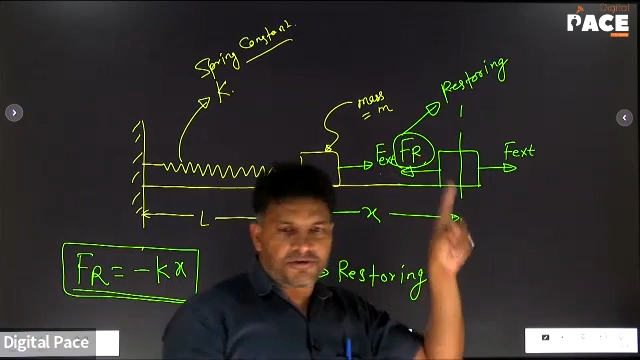 Digital
PACE
Spring Constant.
K.
mass
= m
Restoring
Fext
FR
Fext
L
x
FR = -kx
Restoring
Digital Pace